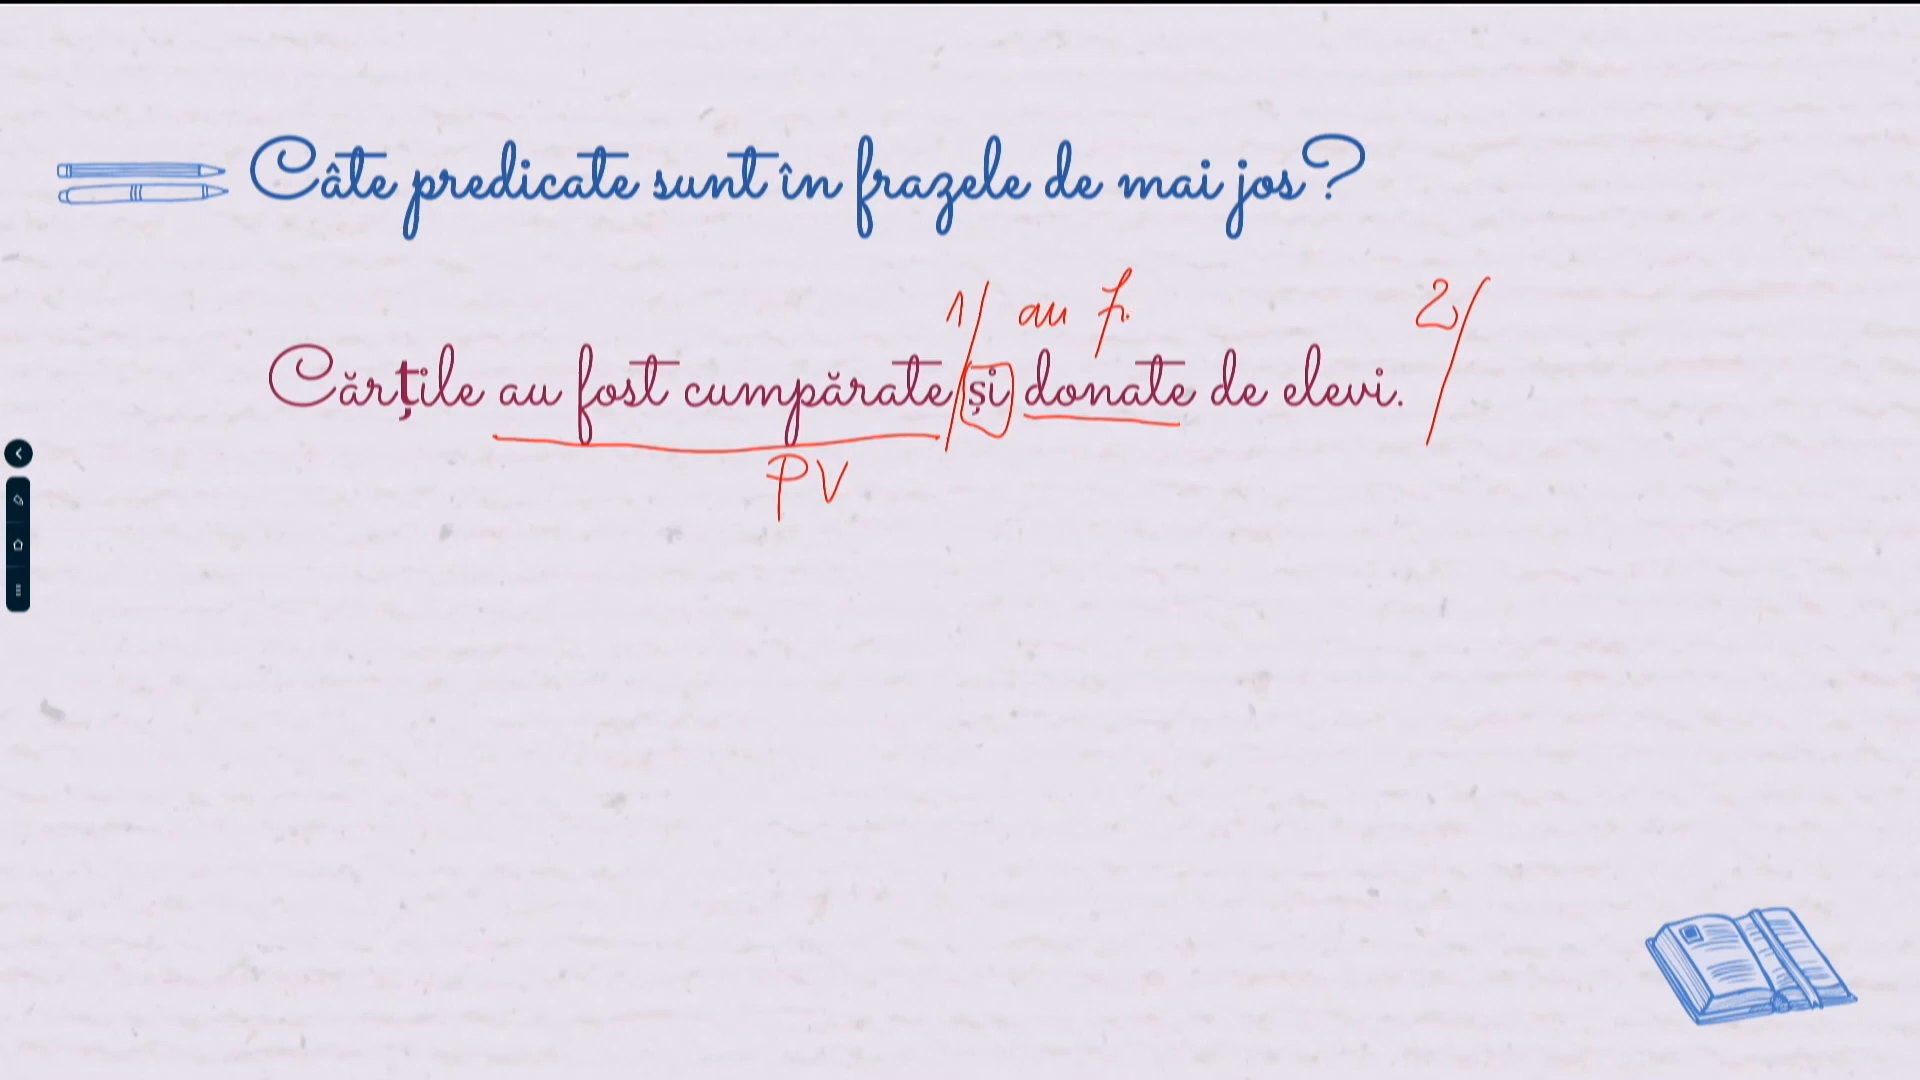 Câte predicate sunt în frazele de mai jos?
1/ au f. 2/
Cărțile au fost cumpărate/și donate de elevi.
PV